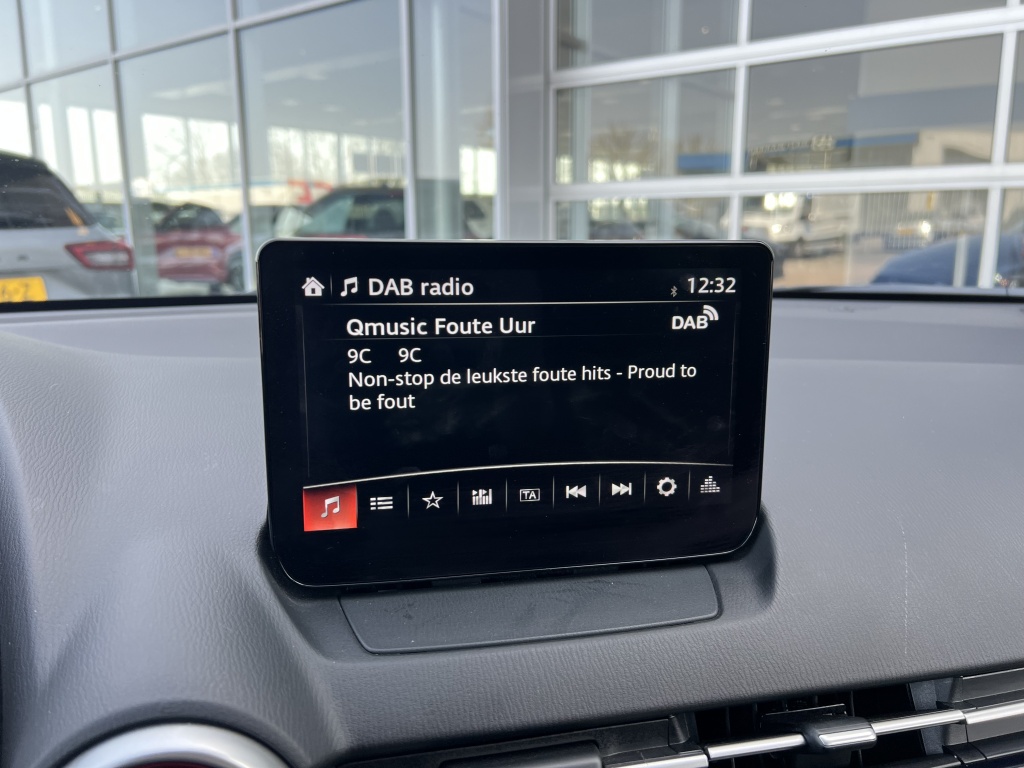 DAB radio
12:32
Qmusic Foute Uur
DAB
9C 9C
Non-stop de leukste foute hits - Proud to
be fout
TA